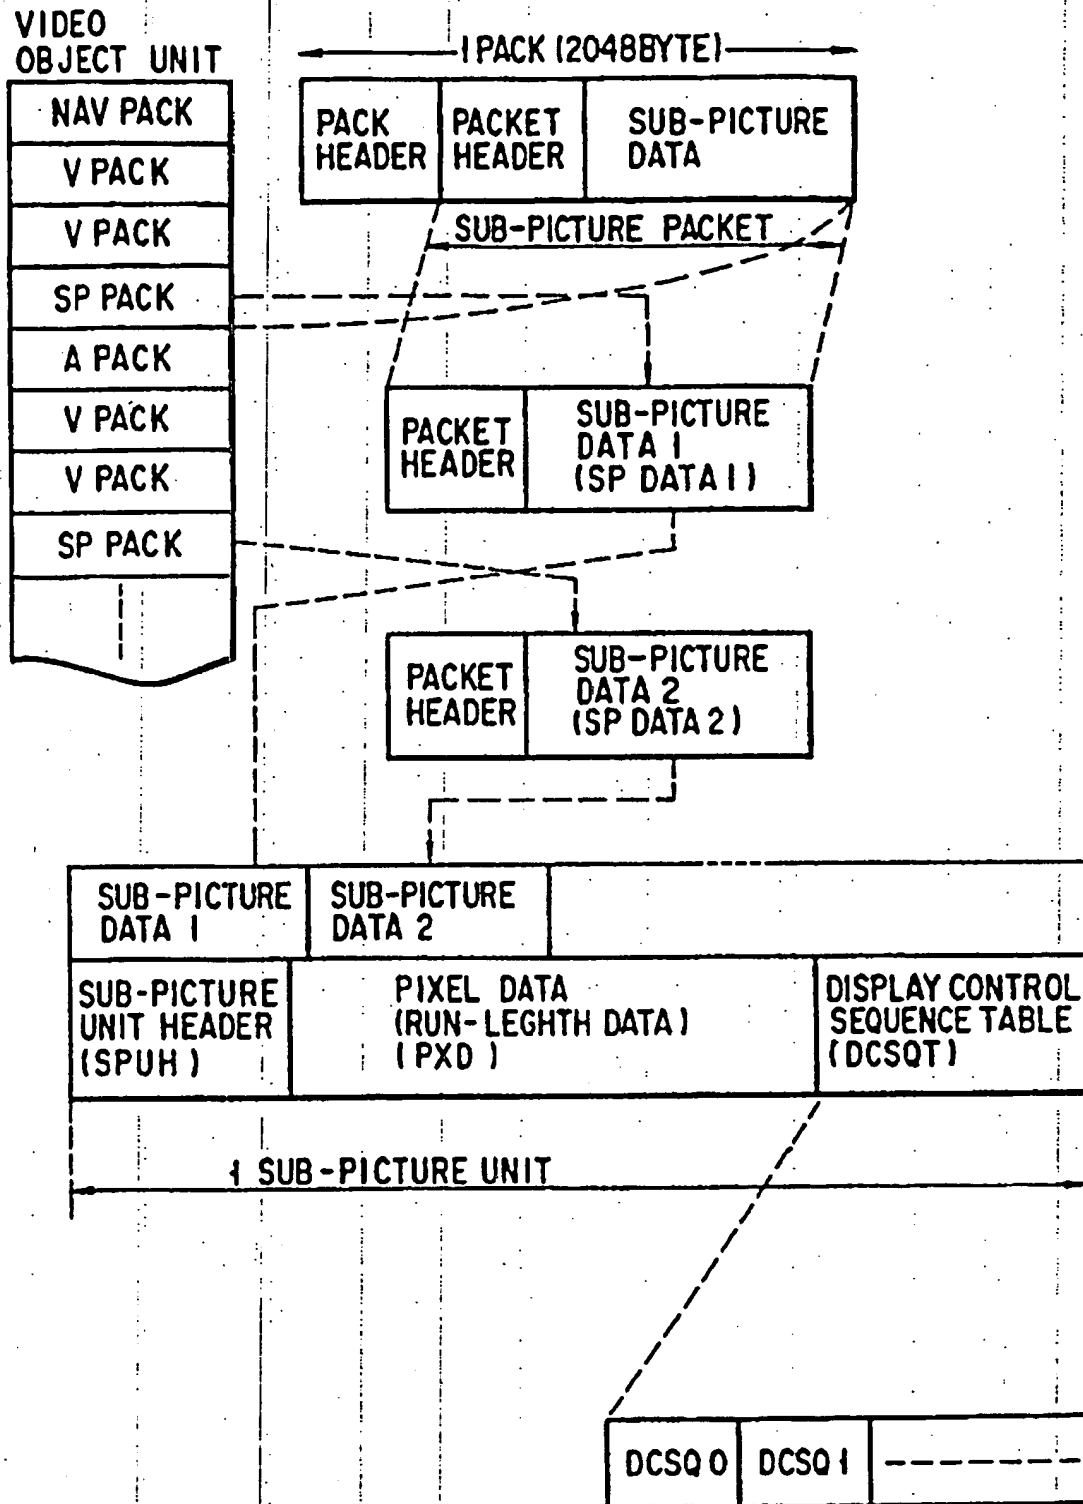 VIDEO
OBJECT UNIT
NAV PACK
V PACK
V PACK
SP PACK
A PACK
V PACK
V PACK
SP PACK
1 PACK (2048BYTE)
PACK
HEADER
PACKET
HEADER
SUB-PICTURE
DATA
SUB-PICTURE PACKET
PACKET
HEADER
SUB-PICTURE
DATA 1
(SP DATA 1)
PACKET
HEADER
SUB-PICTURE
DATA 2
(SP DATA 2)
SUB-PICTURE
DATA 1
SUB-PICTURE
DATA 2
SUB-PICTURE
UNIT HEADER
(SPUH)
PIXEL DATA
(RUN-LEGHTH DATA)
(PXD)
DISPLAY CONTROL
SEQUENCE TABLE
(DCSQT)
1 SUB-PICTURE UNIT
DCSQ 0
DCSQ 1